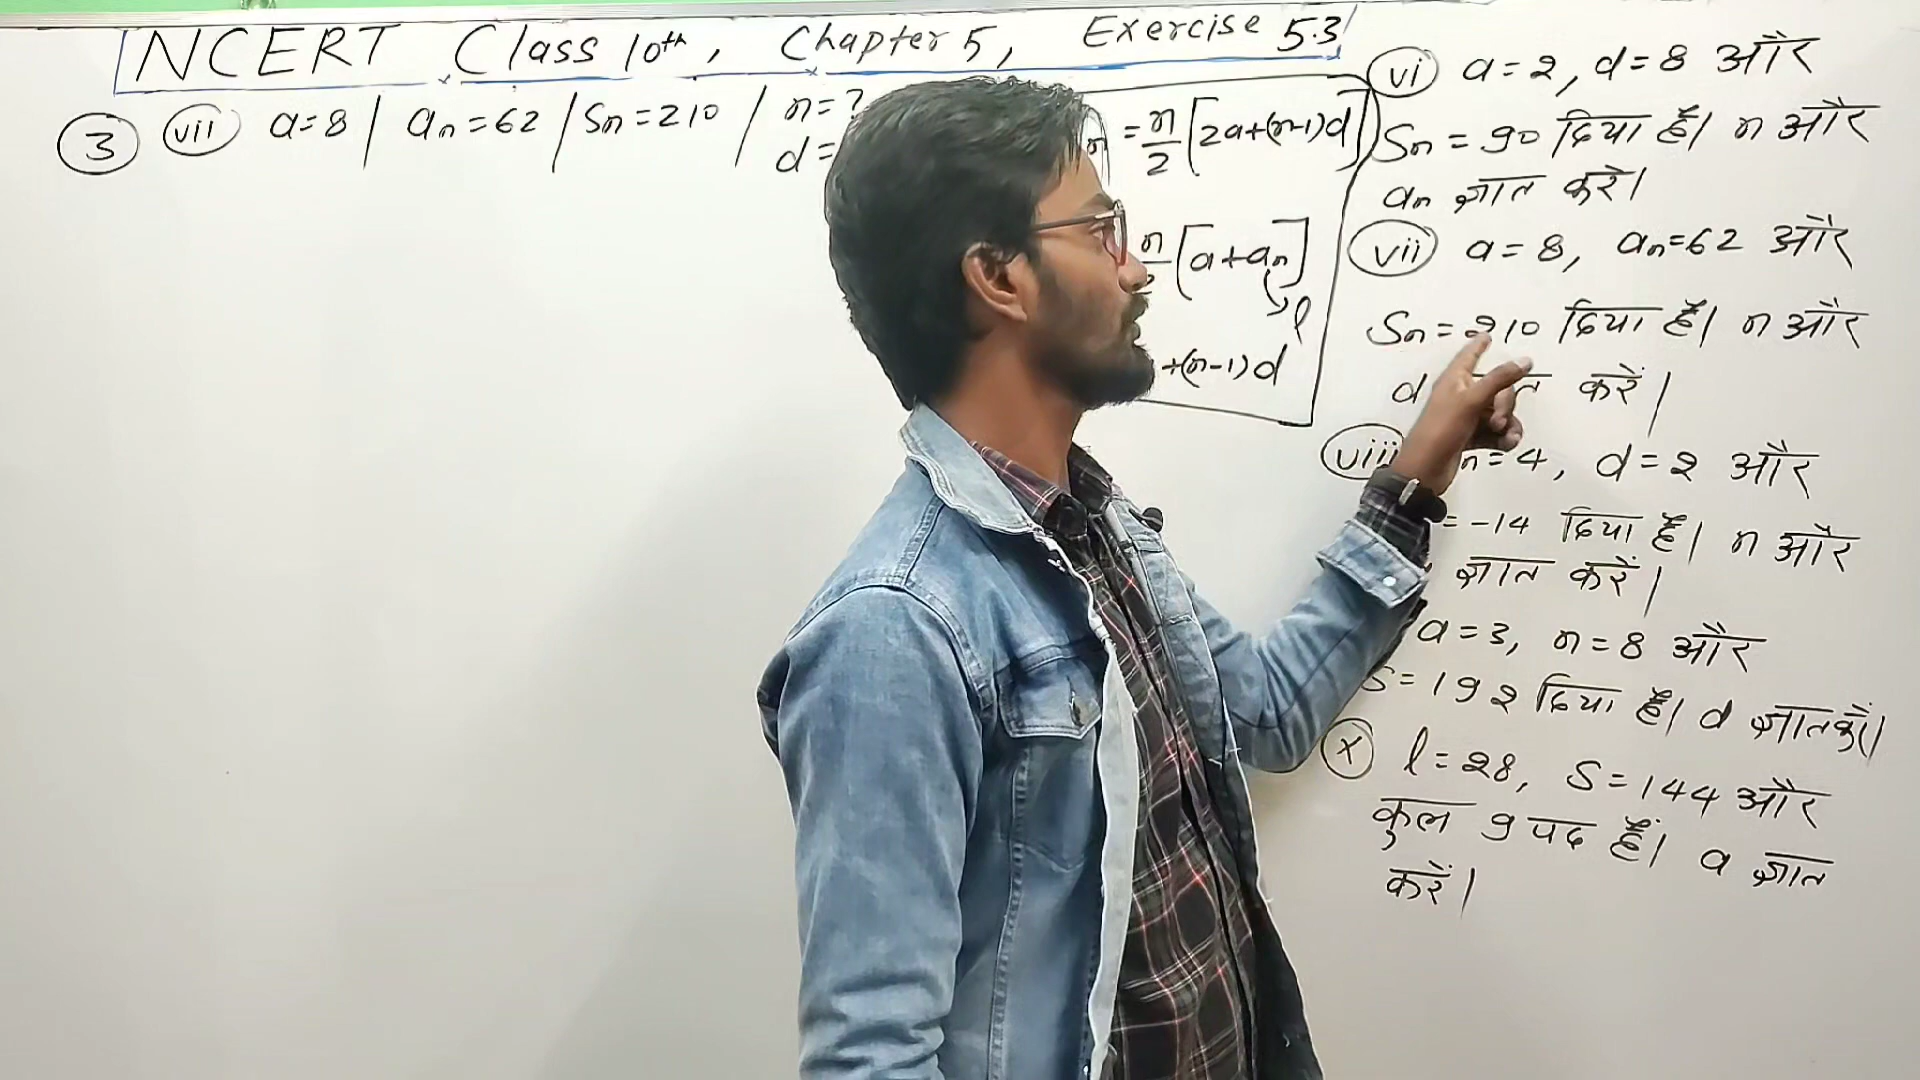 NCERT Class 10th, Chapter 5, Exercise 5.3
3 vii a=8 | an=62 | Sn=210 | n=?
d=
n = n/2 [2a+(n-1)d]
n/2 [a+an]
l
+(n-1)d
vi a=2, d=8 और
Sn=90 दिया है। n और
an ज्ञात करें।
vii a=8, an=62 और
Sn=210 दिया है। n और
d करें।
viii n=4, d=2 और
=-14 दिया है। n और
ज्ञात करें।
a=3, n=8 और
S=192 दिया है। d ज्ञात करें।
x l=28, S=144 और
कुल 9 पद हैं। a ज्ञात
करें।